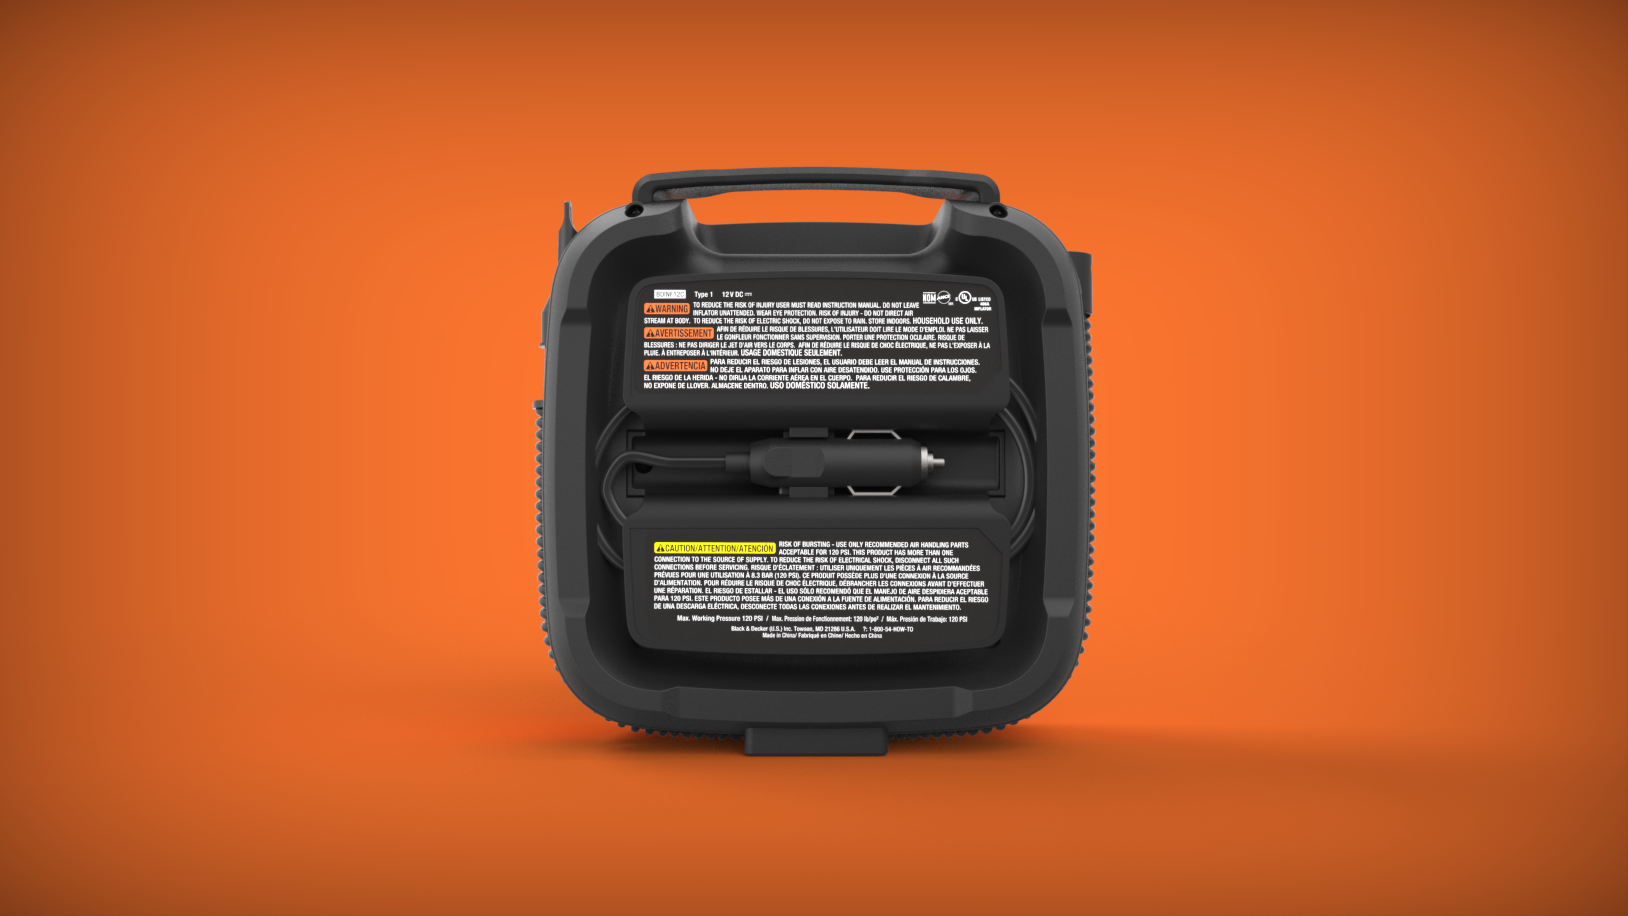 BDINF12C Type 1 12 V DC
NOM ANCE C UL US LISTED
486A
INFLATOR
WARNING TO REDUCE THE RISK OF INJURY USER MUST READ INSTRUCTION MANUAL. DO NOT LEAVE
INFLATOR UNATTENDED. WEAR EYE PROTECTION. RISK OF INJURY - DO NOT DIRECT AIR
STREAM AT BODY. TO REDUCE THE RISK OF ELECTRIC SHOCK, DO NOT EXPOSE TO RAIN. STORE INDOORS. HOUSEHOLD USE ONLY.
AVERTISSEMENT AFIN DE RÉDUIRE LE RISQUE DE BLESSURES, L'UTILISATEUR DOIT LIRE LE MODE D'EMPLOI. NE PAS LAISSER
LE GONFLEUR FONCTIONNER SANS SUPERVISION. PORTER UNE PROTECTION OCULAIRE. RISQUE DE
BLESSURES : NE PAS DIRIGER LE JET D'AIR VERS LE CORPS. AFIN DE RÉDUIRE LE RISQUE DE CHOC ÉLECTRIQUE, NE PAS L'EXPOSER À LA
PLUIE. À ENTREPOSER À L'INTÉRIEUR. USAGE DOMESTIQUE SEULEMENT.
ADVERTENCIA PARA REDUCIR EL RIESGO DE LESIONES, EL USUARIO DEBE LEER EL MANUAL DE INSTRUCCIONES.
NO DEJE EL APARATO PARA INFLAR CON AIRE DESATENDIDO. USE PROTECCIÓN PARA LOS OJOS.
EL RIESGO DE LA HERIDA - NO DIRIJA LA CORRIENTE AÉREA EN EL CUERPO. PARA REDUCIR EL RIESGO DE CALAMBRE,
NO EXPONE DE LLOVER. ALMACENE DENTRO. USO DOMÉSTICO SOLAMENTE.
CAUTION/ATTENTION/ATENCIÓN RISK OF BURSTING - USE ONLY RECOMMENDED AIR HANDLING PARTS
ACCEPTABLE FOR 120 PSI. THIS PRODUCT HAS MORE THAN ONE
CONNECTION TO THE SOURCE OF SUPPLY. TO REDUCE THE RISK OF ELECTRICAL SHOCK, DISCONNECT ALL SUCH
CONNECTIONS BEFORE SERVICING. RISQUE D'ÉCLATEMENT : UTILISER UNIQUEMENT LES PIÈCES À AIR RECOMMANDÉES
PRÉVUES POUR UNE UTILISATION À 8.3 BAR (120 PSI). CE PRODUIT POSSÈDE PLUS D'UNE CONNEXION À LA SOURCE
D'ALIMENTATION. POUR RÉDUIRE LE RISQUE DE CHOC ÉLECTRIQUE, DÉBRANCHER LES CONNEXIONS AVANT D'EFFECTUER
UNE RÉPARATION. EL RIESGO DE ESTALLAR - EL USO SÓLO RECOMENDÓ QUE EL MANEJO DE AIRE DESPIDIERA ACEPTABLE
PARA 120 PSI. ESTE PRODUCTO POSEE MÁS DE UNA CONEXIÓN A LA FUENTE DE ALIMENTACIÓN. PARA REDUCIR EL RIESGO
DE UNA DESCARGA ELÉCTRICA, DESCONECTE TODAS LAS CONEXIONES ANTES DE REALIZAR EL MANTENIMIENTO.
Max. Working Pressure 120 PSI / Max. Pression de Fonctionnement: 120 lb/po² / Máx. Presión de Trabajo: 120 PSI
Black & Decker (U.S.) Inc. Towson, MD 21286 U.S.A. ?: 1-800-54-HOW-TO
Made in China/ Fabriqué en Chine/ Hecho en China